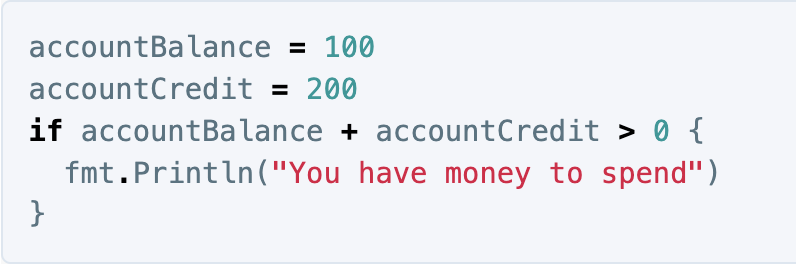 accountBalance = 100
accountCredit = 200
if accountBalance + accountCredit > 0 {
  fmt.Println("You have money to spend")
}